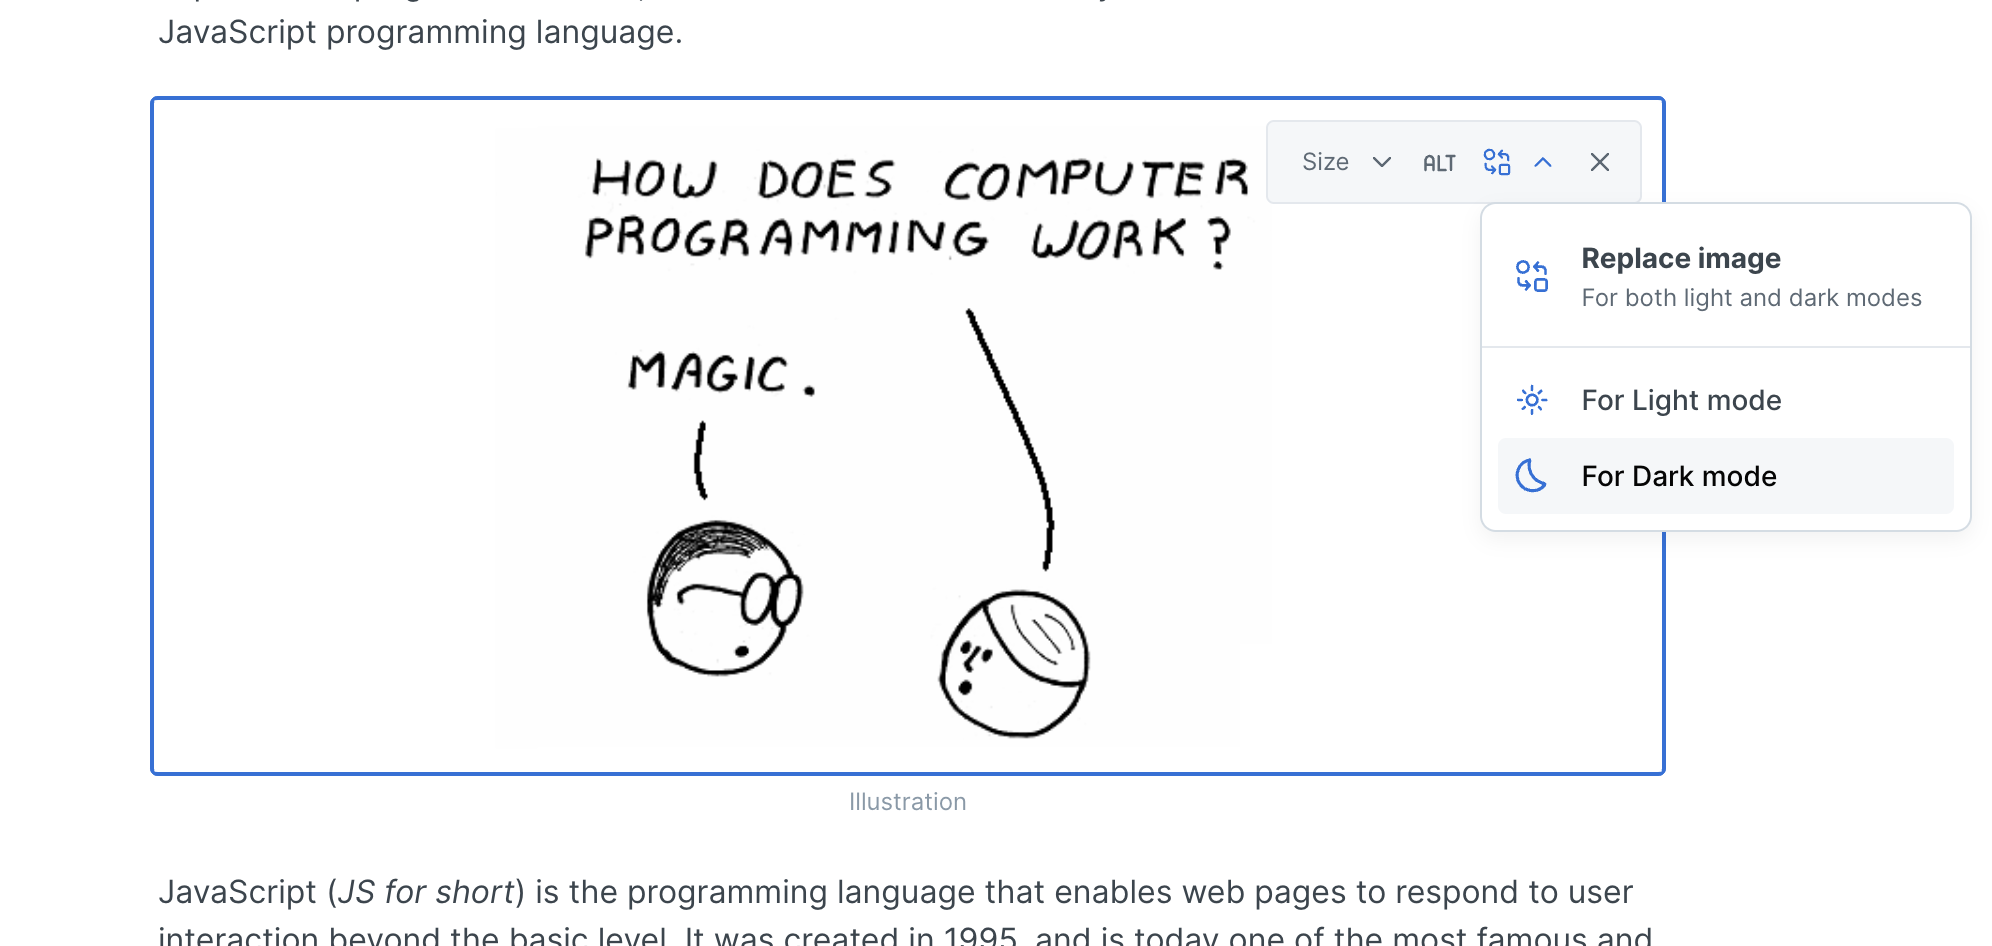 JavaScript programming language.
HOW DOES COMPUTER
PROGRAMMING WORK?
MAGIC.
Size ALT
Replace image
For both light and dark modes
For Light mode
For Dark mode
Illustration
JavaScript (JS for short) is the programming language that enables web pages to respond to user
interaction beyond the basic level. It was created in 1995, and is today one of the most famous and